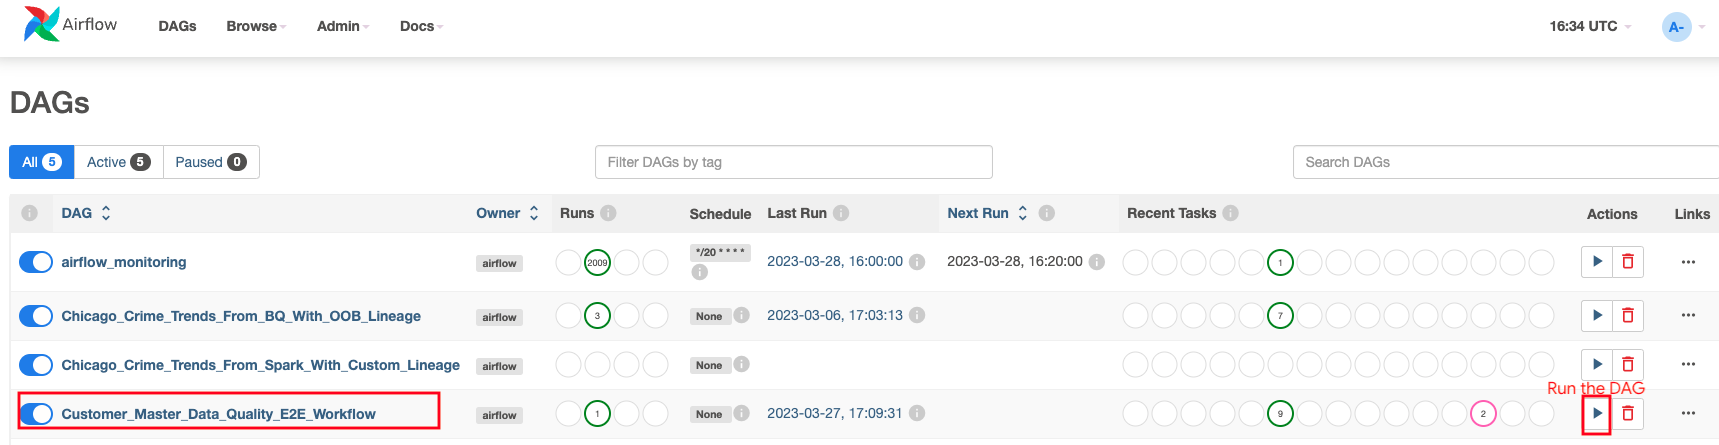 Airflow DAGs Browse Admin Docs 16:34 UTC A-
DAGs
All 5 Active 5 Paused 0 Filter DAGs by tag Search DAGs
DAG Owner Runs Schedule Last Run Next Run Recent Tasks Actions Links
airflow_monitoring airflow 2009 */20 * * * * 2023-03-28, 16:00:00 2023-03-28, 16:20:00 1
Chicago_Crime_Trends_From_BQ_With_OOB_Lineage airflow 3 None 2023-03-06, 17:03:13 7
Chicago_Crime_Trends_From_Spark_With_Custom_Lineage airflow None
Run the DAG
Customer_Master_Data_Quality_E2E_Workflow airflow 1 None 2023-03-27, 17:09:31 9 2